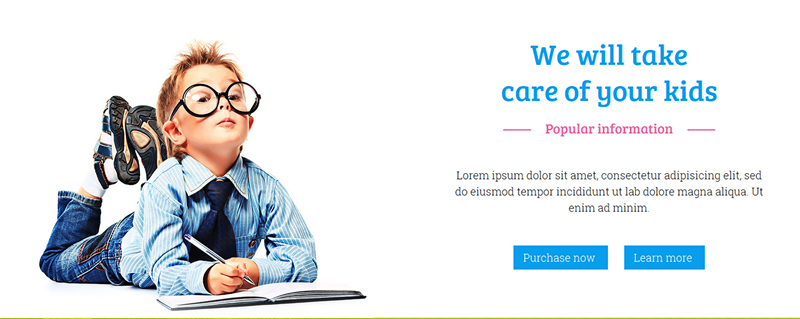 We will take
care of your kids
Popular information
Lorem ipsum dolor sit amet, consectetur adipisicing elit, sed
do eiusmod tempor incididunt ut lab dolore magna aliqua. Ut
enim ad minim.
Purchase now
Learn more